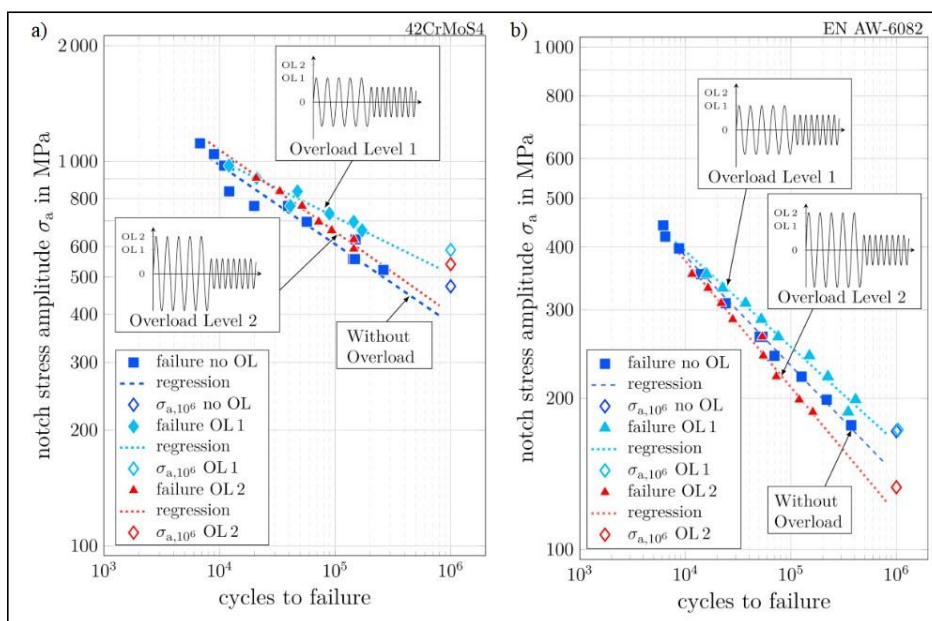 a)
42CrMoS4
notch stress amplitude σa in MPa
2 000
1 000
800
600
500
400
300
200
100
10³
10⁴
10⁵
10⁶
cycles to failure
OL 2
OL 1
0
Overload Level 1
OL 2
OL 1
0
Overload Level 2
Without
Overload
failure no OL
regression
σa,10⁶ no OL
failure OL 1
regression
σa,10⁶ OL 1
failure OL 2
regression
σa,10⁶ OL 2
b)
EN AW-6082
notch stress amplitude σa in MPa
1 000
800
700
600
500
400
300
200
100
10³
10⁴
10⁵
10⁶
cycles to failure
OL 2
OL 1
0
Overload Level 1
OL 2
OL 1
0
Overload Level 2
Without
Overload
failure no OL
regression
σa,10⁶ no OL
failure OL 1
regression
σa,10⁶ OL 1
failure OL 2
regression
σa,10⁶ OL 2